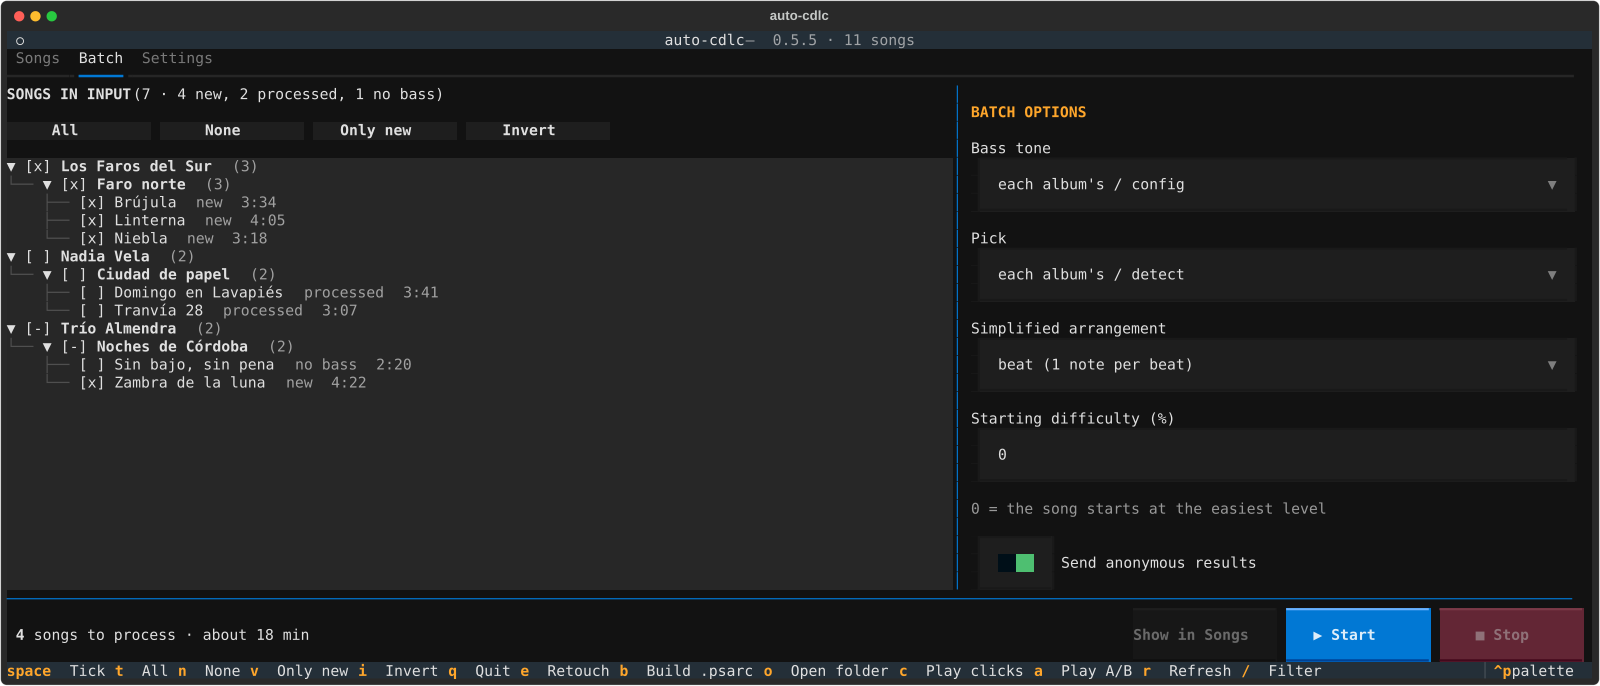 auto-cdlc
○ auto-cdlc— 0.5.5 · 11 songs
Songs Batch Settings
SONGS IN INPUT(7 · 4 new, 2 processed, 1 no bass)
All None Only new Invert
▼ [x] Los Faros del Sur (3)
▼ [x] Faro norte (3)
[x] Brújula new 3:34
[x] Linterna new 4:05
[x] Niebla new 3:18
▼ [ ] Nadia Vela (2)
▼ [ ] Ciudad de papel (2)
[ ] Domingo en Lavapiés processed 3:41
[ ] Tranvía 28 processed 3:07
▼ [-] Trío Almendra (2)
▼ [-] Noches de Córdoba (2)
[ ] Sin bajo, sin pena no bass 2:20
[x] Zambra de la luna new 4:22
BATCH OPTIONS
Bass tone
each album's / config ▼
Pick
each album's / detect ▼
Simplified arrangement
beat (1 note per beat) ▼
Starting difficulty (%)
0
0 = the song starts at the easiest level
Send anonymous results
4 songs to process · about 18 min
Show in Songs ▶ Start ■ Stop
space Tick t All n None v Only new i Invert q Quit e Retouch b Build .psarc o Open folder c Play clicks a Play A/B r Refresh / Filter ^ppalette